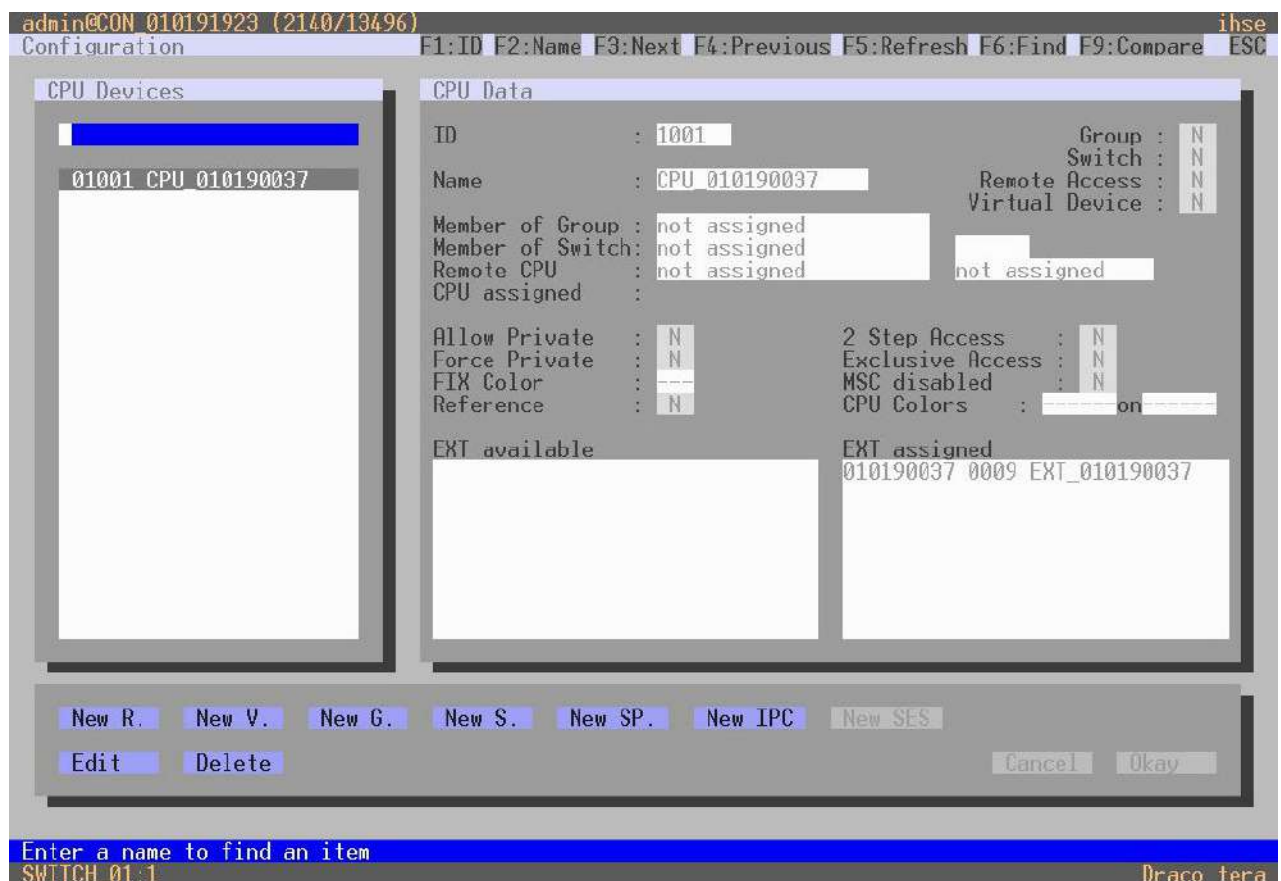 admin@CON_010191923 (2140/13496) ihse
Configuration F1:ID F2:Name F3:Next F4:Previous F5:Refresh F6:Find F9:Compare ESC
CPU Devices
01001 CPU_010190037
CPU Data
ID : 1001 Group : N
Switch : N
Name : CPU_010190037 Remote Access : N
Virtual Device : N
Member of Group : not assigned
Member of Switch: not assigned
Remote CPU : not assigned not assigned
CPU assigned :
Allow Private : N 2 Step Access : N
Force Private : N Exclusive Access : N
FIX Color : --- MSC disabled : N
Reference : N CPU Colors : ------on------
EXT available EXT assigned
010190037 0009 EXT_010190037
New R. New V. New G. New S. New SP. New IPC New SES
Edit Delete Cancel Okay
Enter a name to find an item
SWITCH_01:1 Draco tera